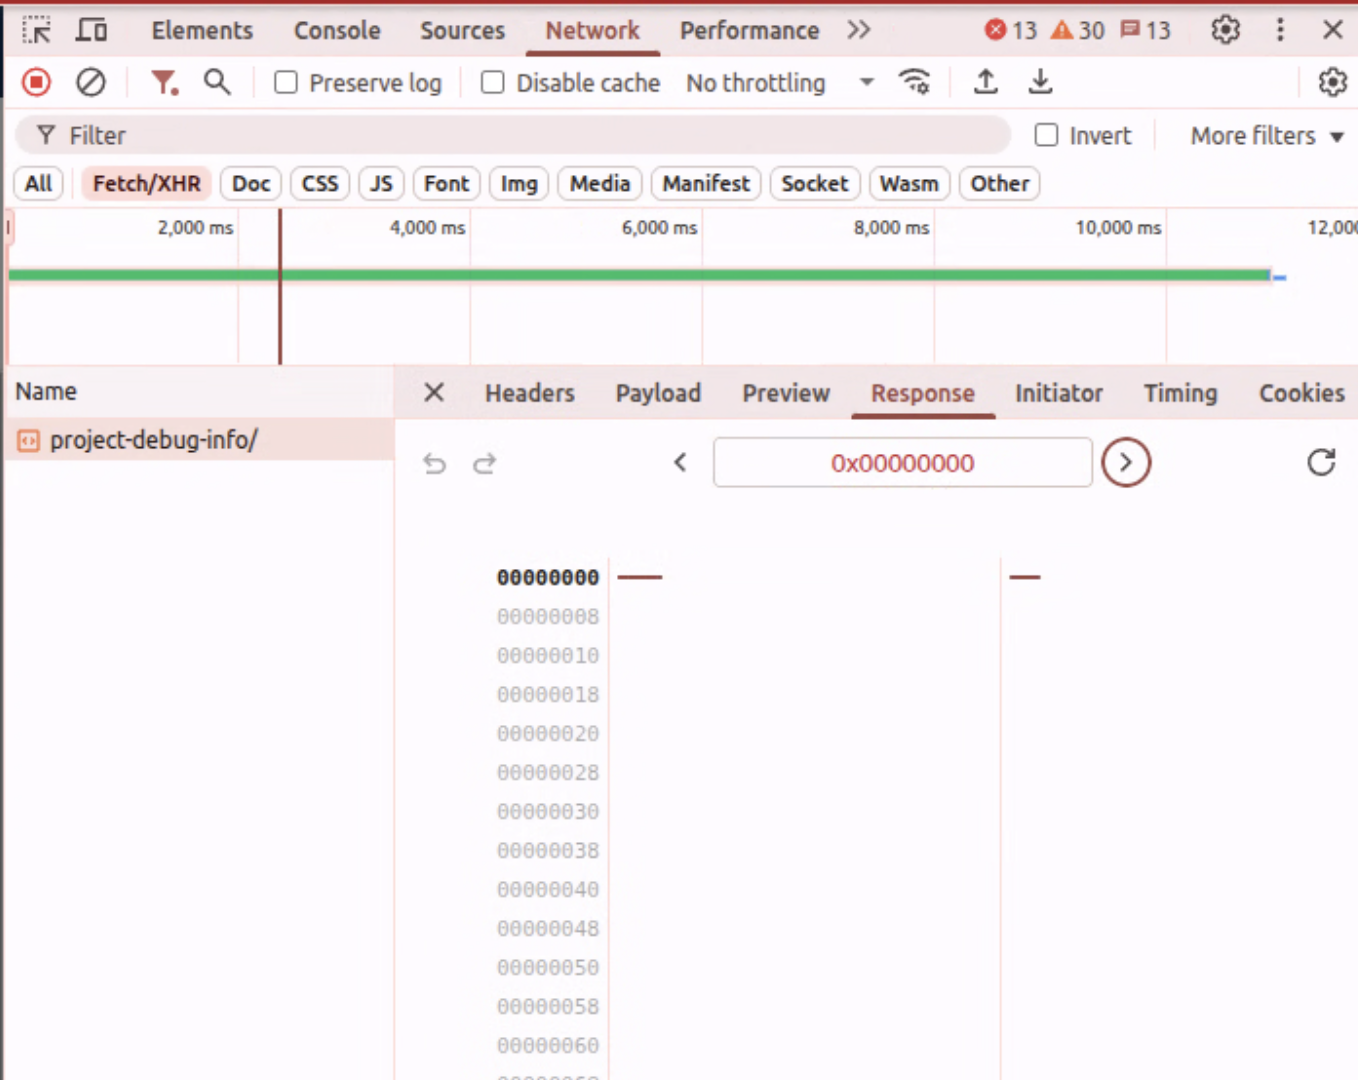 Elements Console Sources Network Performance 13 30 13
Preserve log Disable cache No throttling
Filter Invert More filters
All Fetch/XHR Doc CSS JS Font Img Media Manifest Socket Wasm Other
2,000 ms 4,000 ms 6,000 ms 8,000 ms 10,000 ms 12,00
Name Headers Payload Preview Response Initiator Timing Cookies
project-debug-info/
0x00000000
00000000
00000008
00000010
00000018
00000020
00000028
00000030
00000038
00000040
00000048
00000050
00000058
00000060